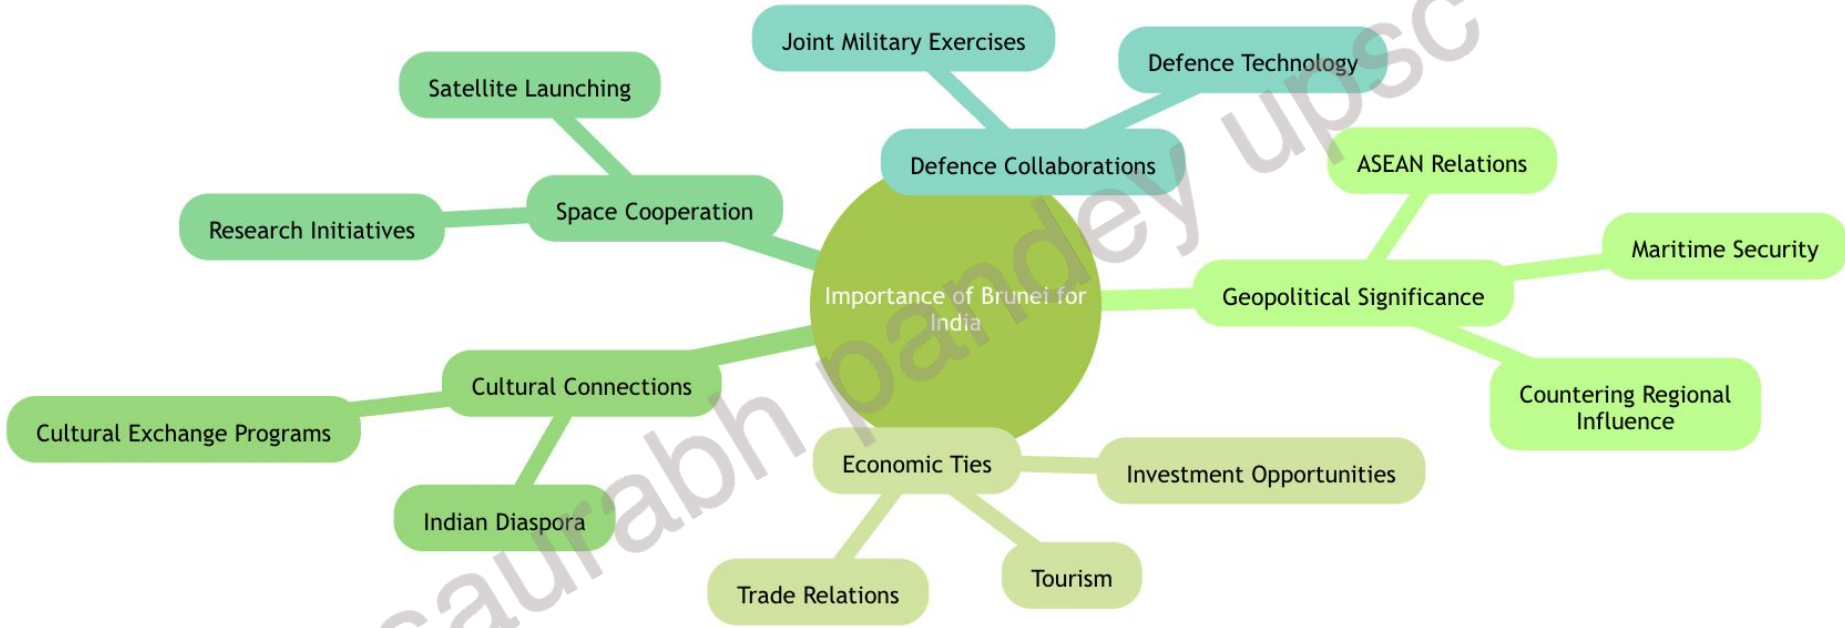 Joint Military Exercises
Defence Technology
Satellite Launching
Defence Collaborations
ASEAN Relations
Research Initiatives
Space Cooperation
Maritime Security
Importance of Brunei for
India
Geopolitical Significance
Cultural Connections
Countering Regional
Influence
Cultural Exchange Programs
Economic Ties
Investment Opportunities
Indian Diaspora
Trade Relations
Tourism
saurabh pandey upsc